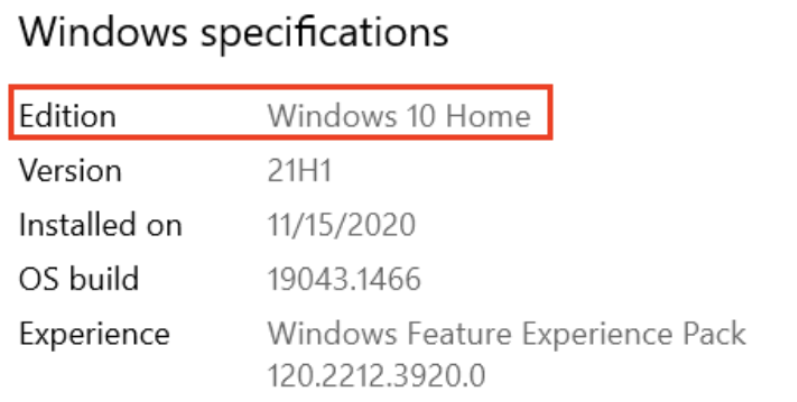 Windows specifications
Edition Windows 10 Home
Version 21H1
Installed on 11/15/2020
OS build 19043.1466
Experience Windows Feature Experience Pack
120.2212.3920.0